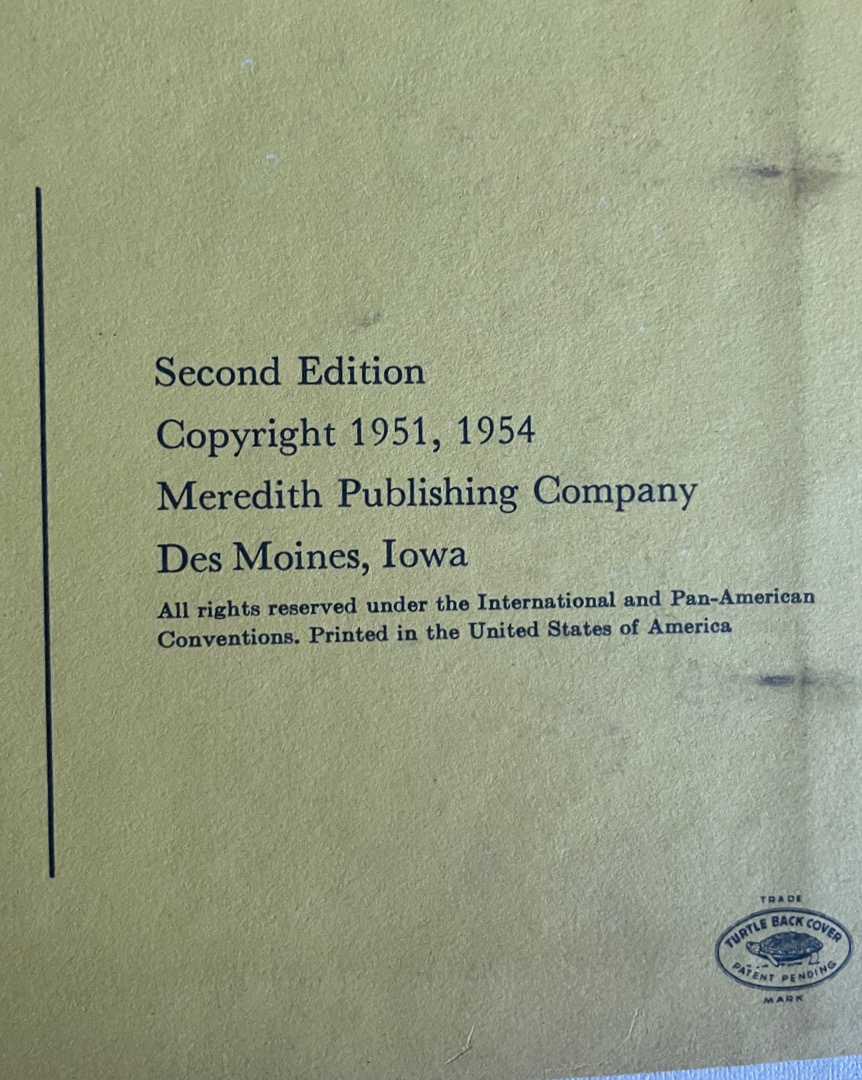 Second Edition
Copyright 1951, 1954
Meredith Publishing Company
Des Moines, Iowa
All rights reserved under the International and Pan-American
Conventions. Printed in the United States of America
TRADE
TURTLE BACK COVER
PATENT PENDING
MARK